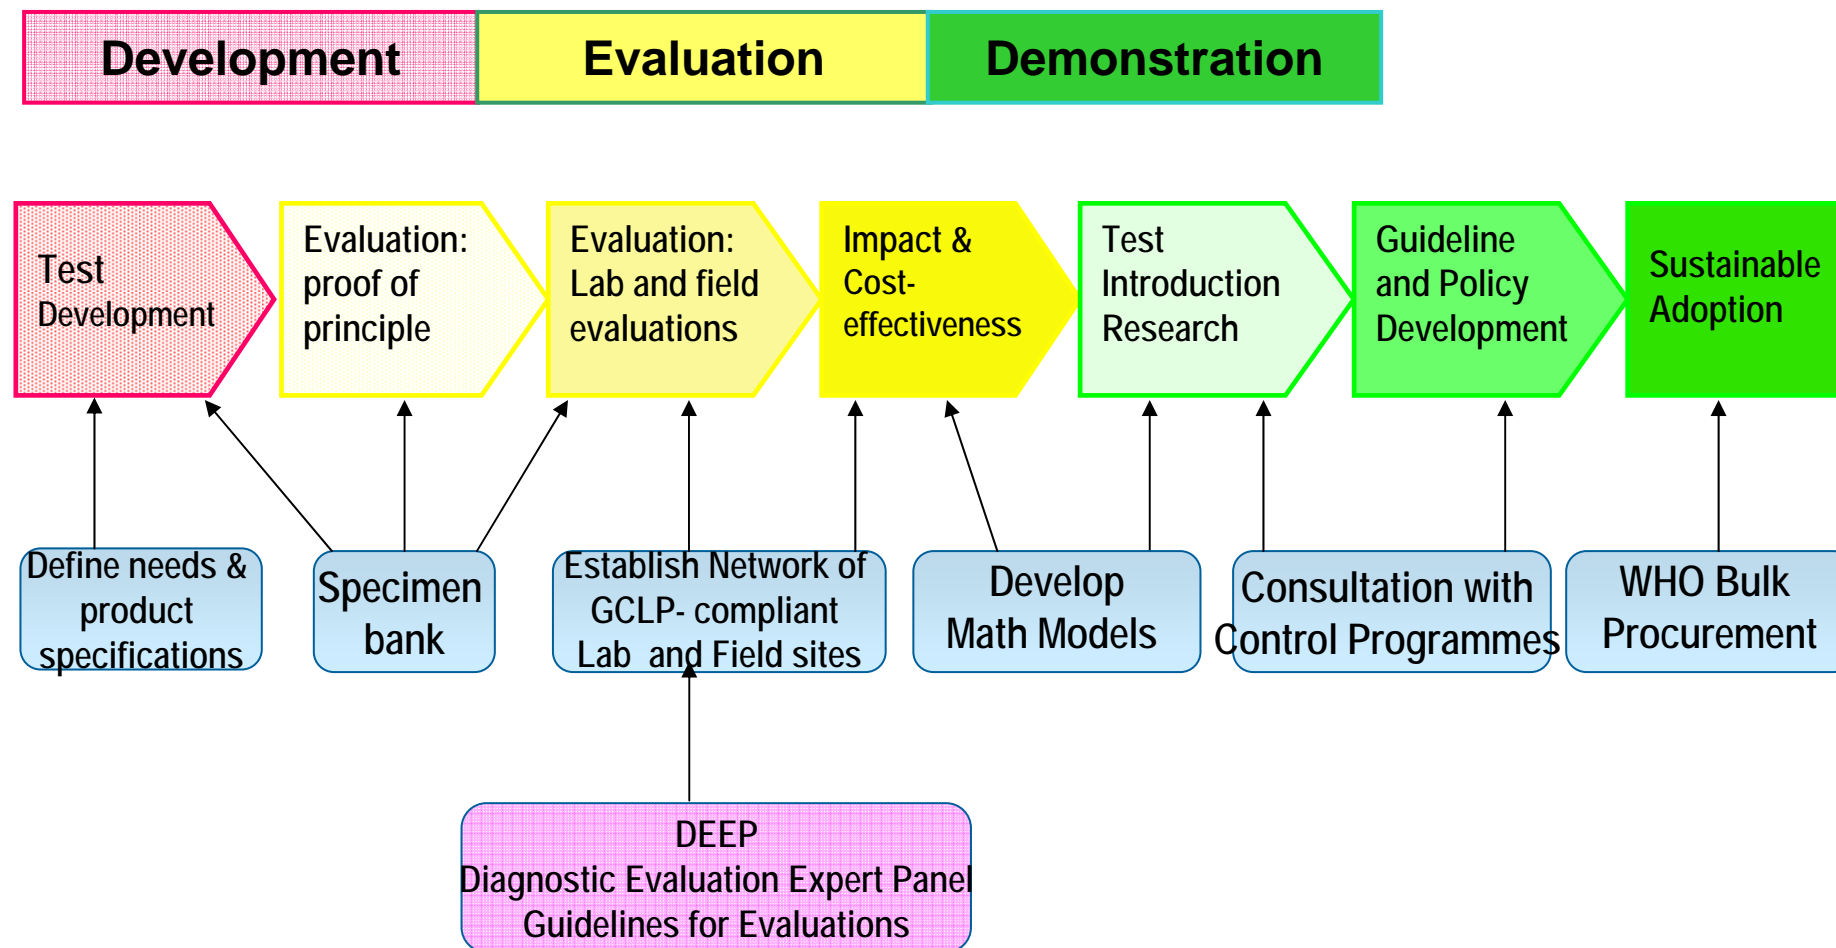 Development
Evaluation
Demonstration
Test
Development
Evaluation:
proof of
principle
Evaluation:
Lab and field
evaluations
Impact &
Cost-
effectiveness
Test
Introduction
Research
Guideline
and Policy
Development
Sustainable
Adoption
Define needs &
product
specifications
Specimen
bank
Establish Network of
GCLP- compliant
Lab and Field sites
Develop
Math Models
Consultation with
Control Programmes
WHO Bulk
Procurement
DEEP
Diagnostic Evaluation Expert Panel
Guidelines for Evaluations